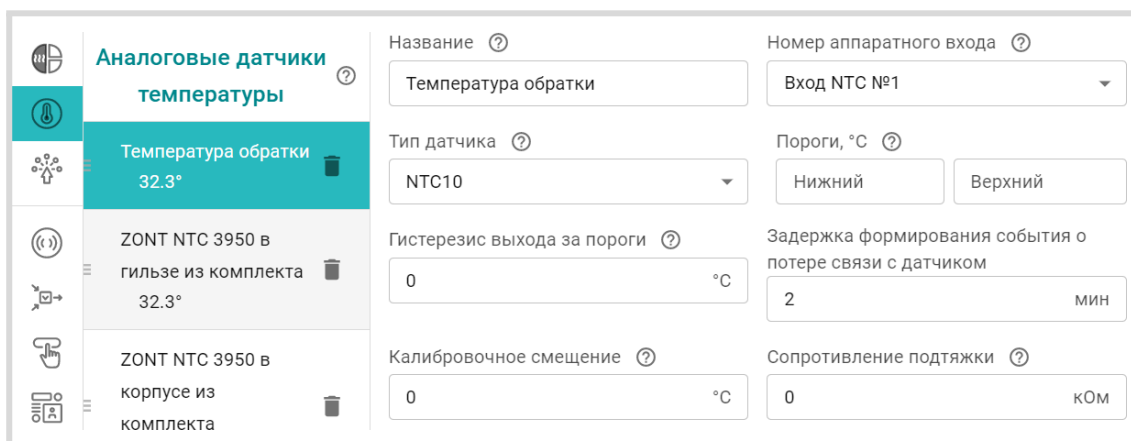 Аналоговые датчики
температуры
Температура обратки
32.3°
ZONT NTC 3950 в
гильзе из комплекта
32.3°
ZONT NTC 3950 в
корпусе из
комплекта
Название
Температура обратки
Номер аппаратного входа
Вход NTC №1
Тип датчика
NTC10
Пороги, °C
Нижний
Верхний
Гистерезис выхода за пороги
0 °C
Задержка формирования события о
потере связи с датчиком
2 мин
Калибровочное смещение
0 °C
Сопротивление подтяжки
0 кОм